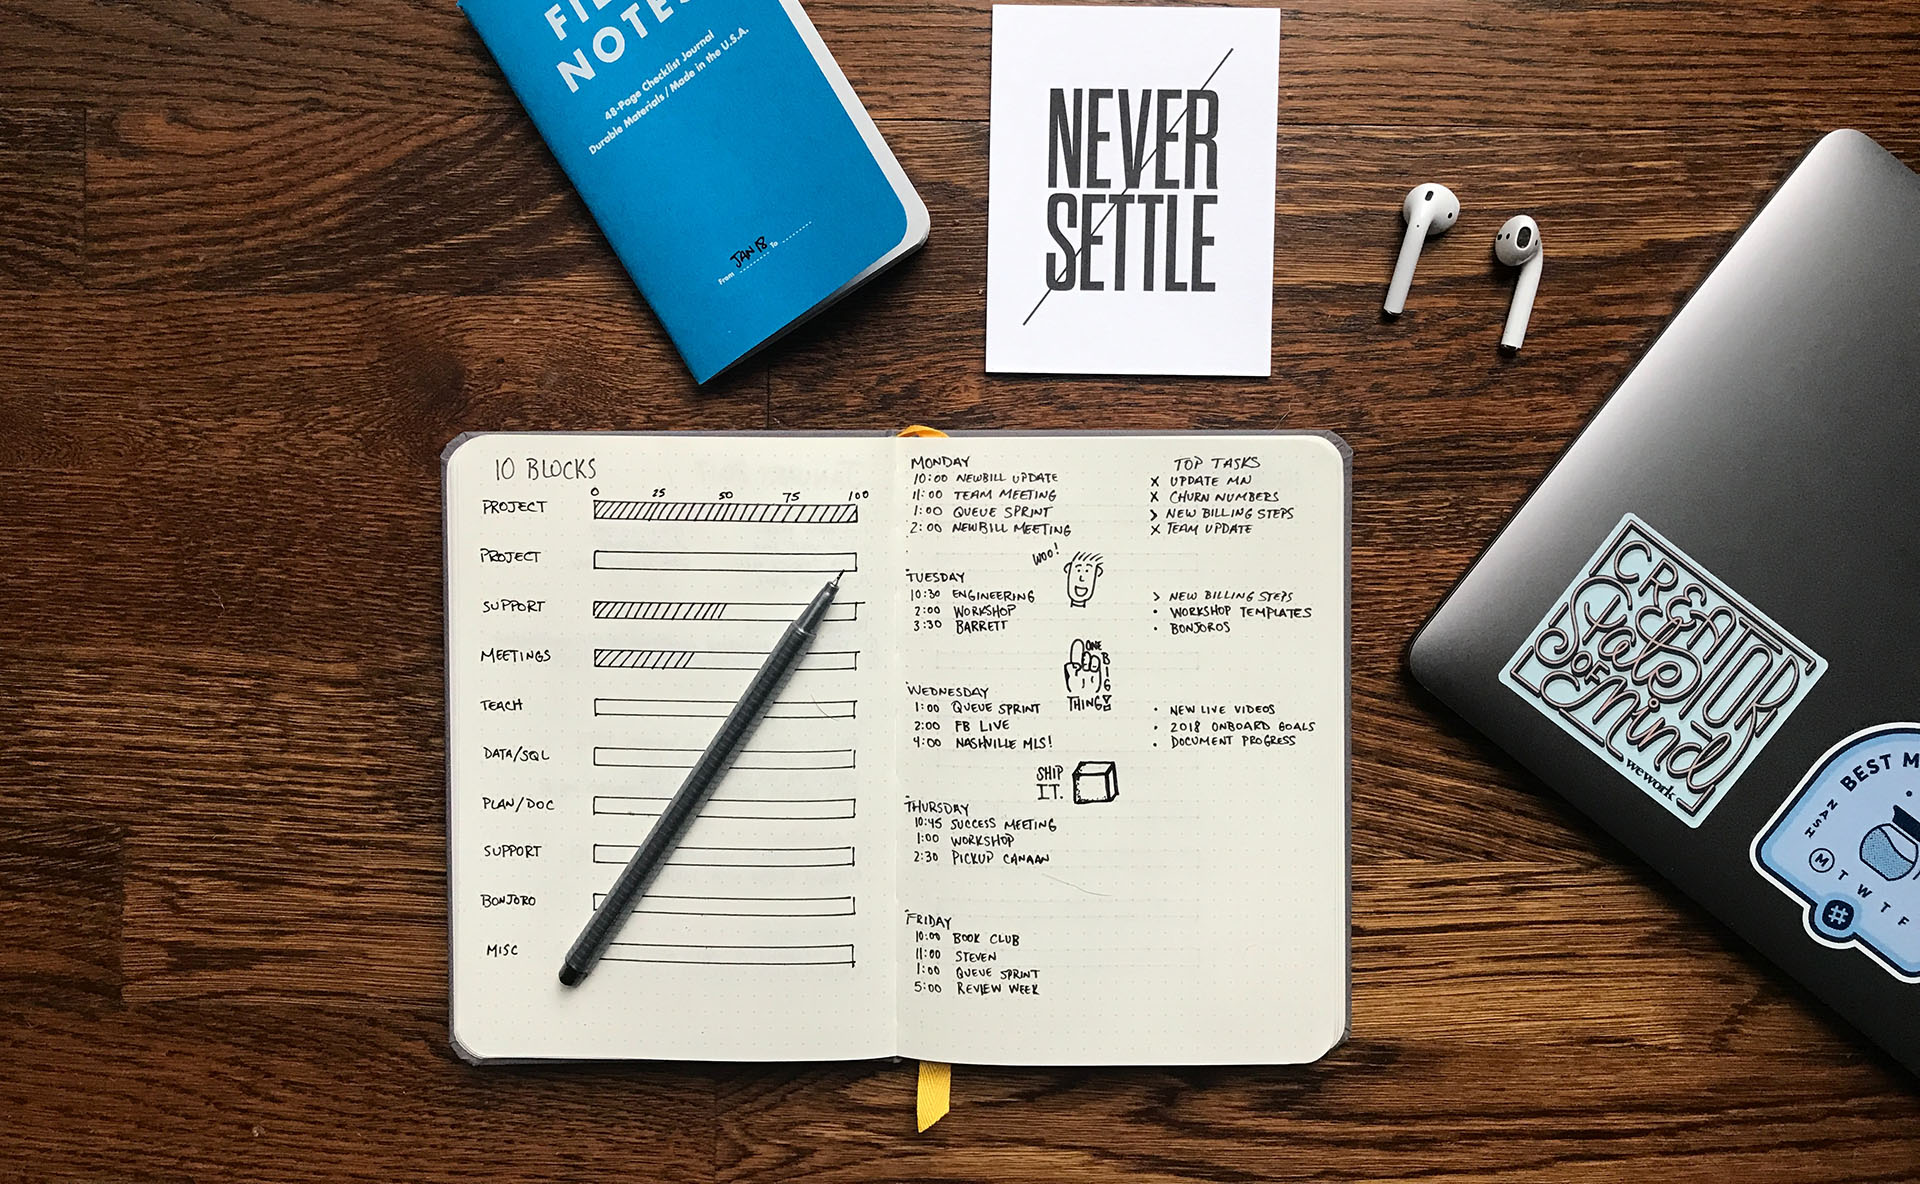 NOTES
48-Page Checklist Journal
Durable Materials / Made in the U.S.A.
From JAN 18 To
NEVER
SETTLE
10 BLOCKS
0 25 50 75 100
PROJECT
PROJECT
SUPPORT
MEETINGS
TEACH
DATA/SQL
PLAN/DOC
SUPPORT
BONJORO
MISC
MONDAY
10:00 NEWBILL UPDATE
11:00 TEAM MEETING
1:00 QUEUE SPRINT
2:00 NEWBILL MEETING
TOP TASKS
X UPDATE MN
X CHURN NUMBERS
> NEW BILLING STEPS
X TEAM UPDATE
WOO!
TUESDAY
10:30 ENGINEERING
2:00 WORKSHOP
3:30 BARRETT
> NEW BILLING STEPS
• WORKSHOP TEMPLATES
• BONJOROS
ONE
BIG
THING!
WEDNESDAY
1:00 QUEUE SPRINT
2:00 FB LIVE
4:00 NASHVILLE MLS!
• NEW LIVE VIDEOS
• 2018 ONBOARD GOALS
• DOCUMENT PROGRESS
SHIP
IT.
THURSDAY
10:45 SUCCESS MEETING
1:00 WORKSHOP
2:30 PICKUP CANAAN
FRIDAY
10:00 BOOK CLUB
11:00 STEVEN
1:00 QUEUE SPRINT
5:00 REVIEW WEEK
CREATOR
State
OF
Mind
wework
BEST
NASH
M T W T F
#